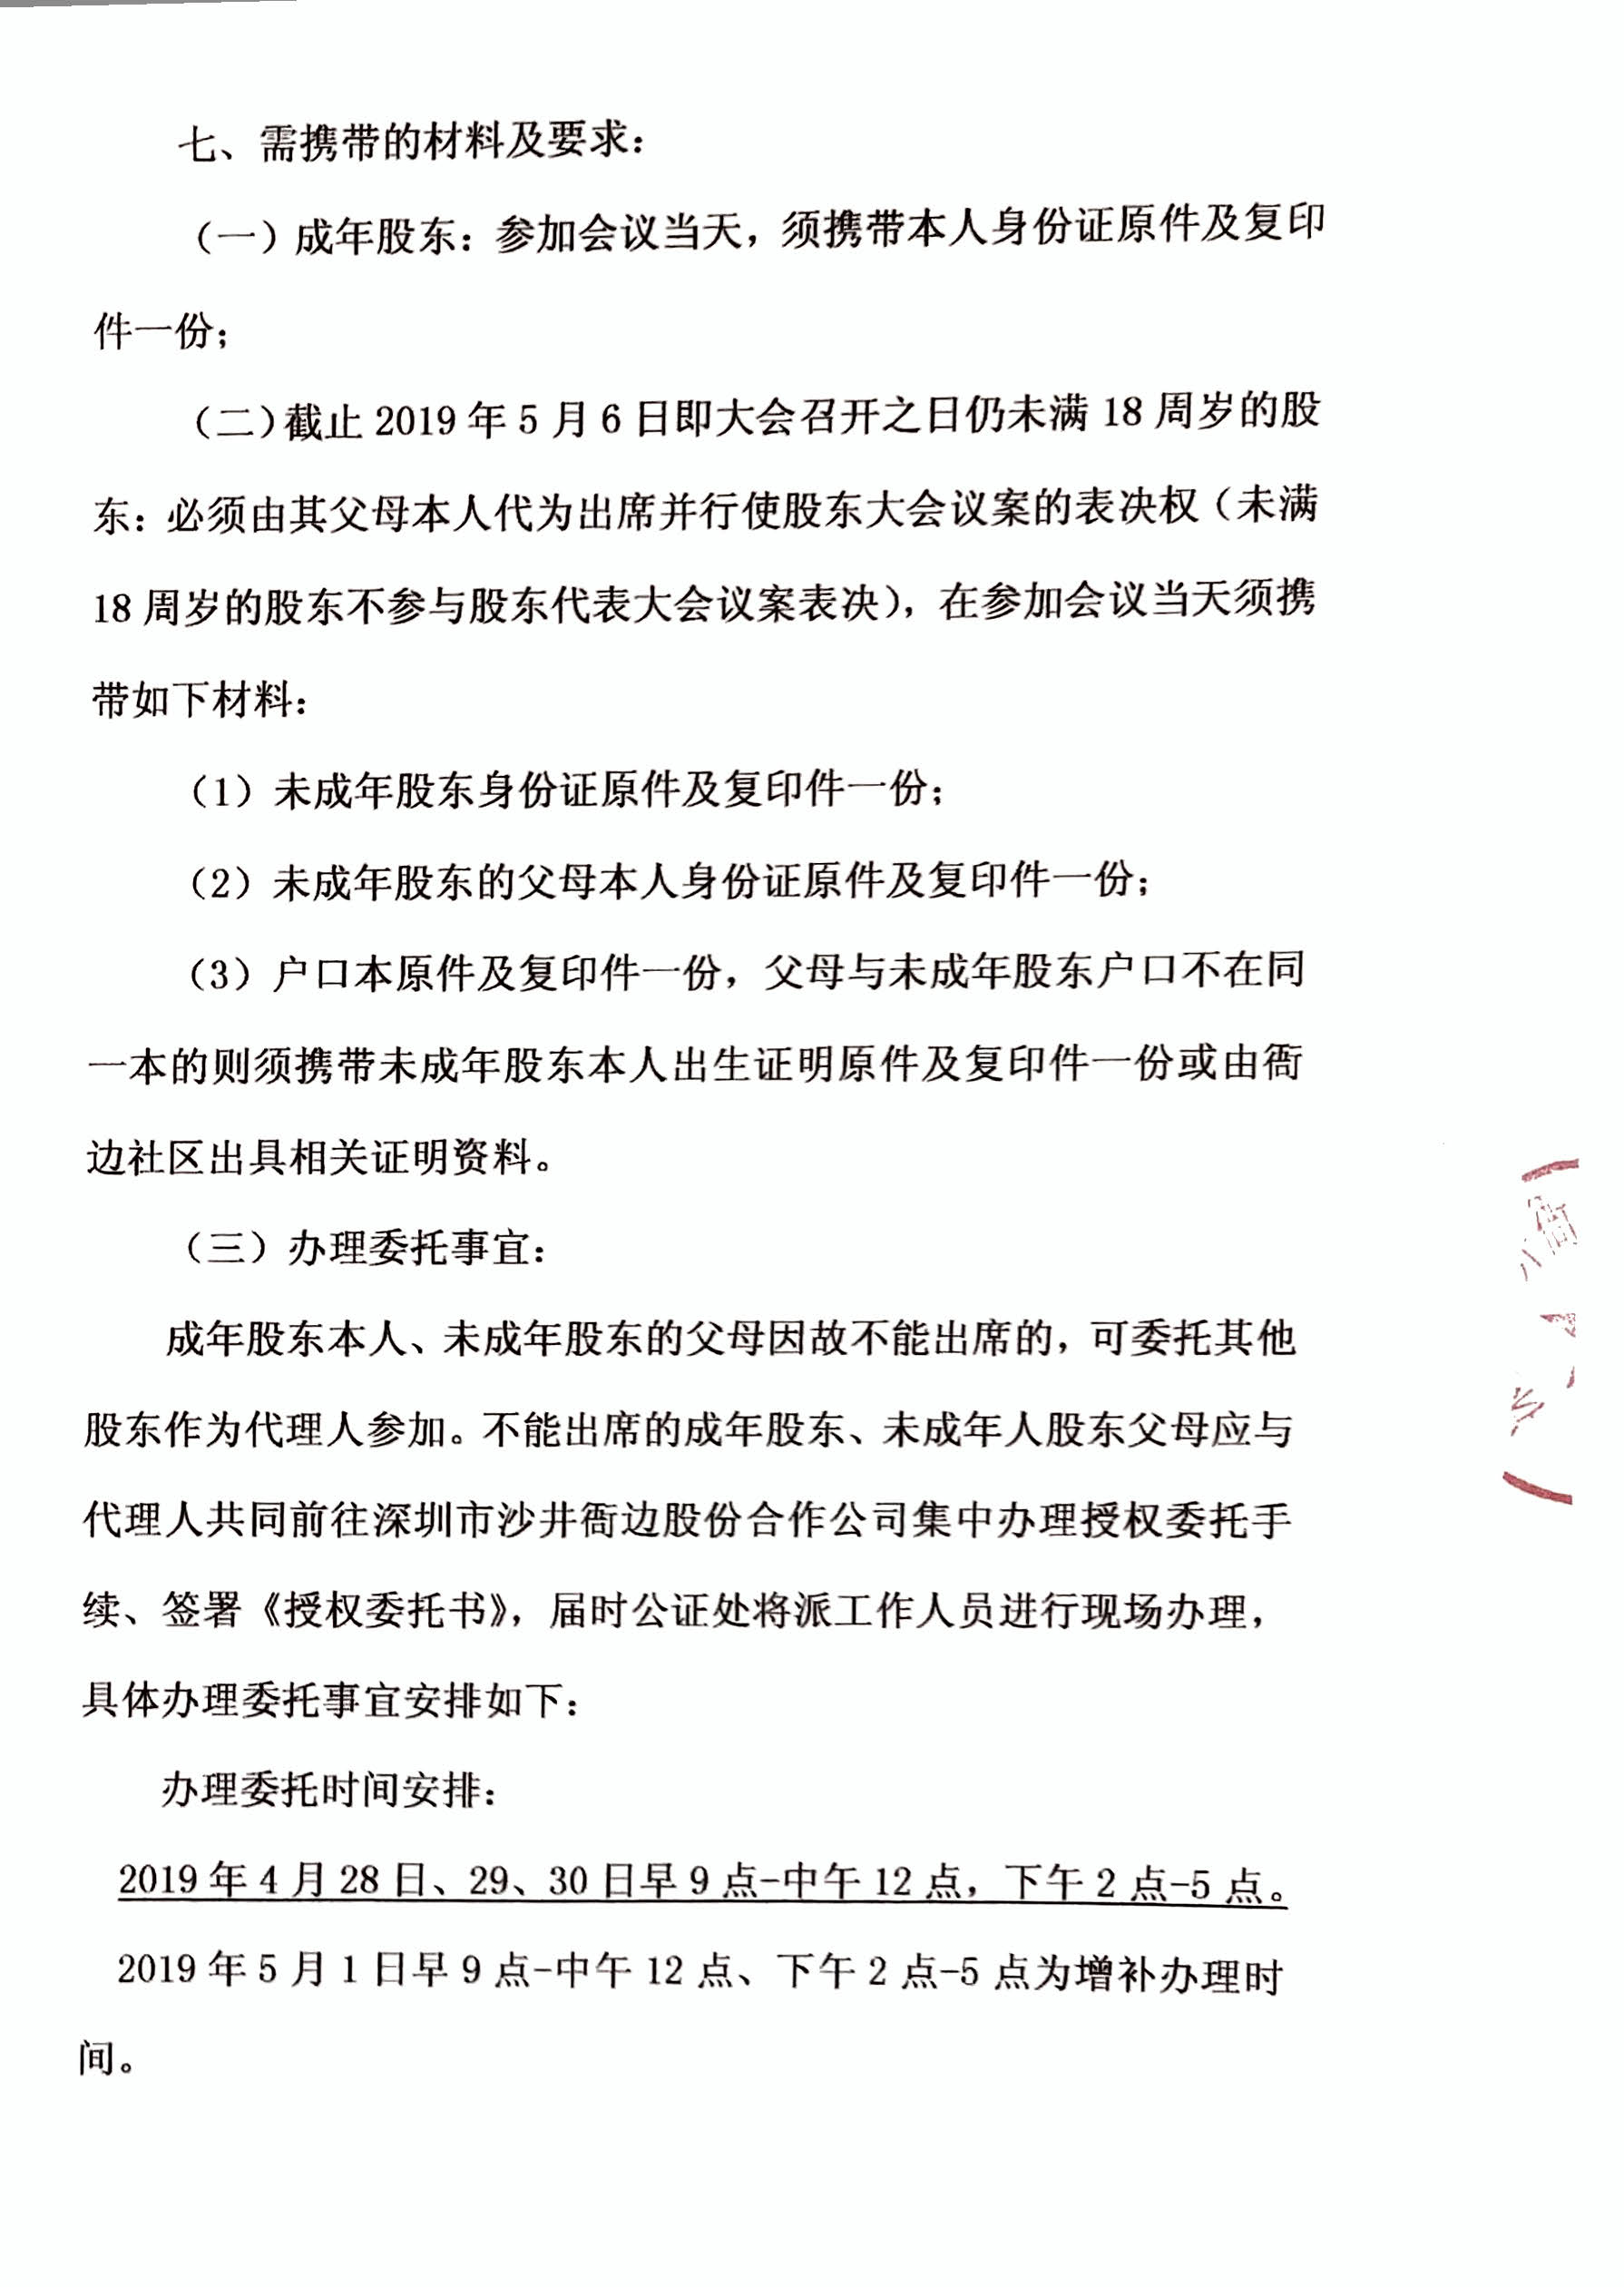 七、需携带的材料及要求：
（一）成年股东：参加会议当天，须携带本人身份证原件及复印
件一份；
（二）截止 2019 年 5 月 6 日即大会召开之日仍未满 18 周岁的股
东：必须由其父母本人代为出席并行使股东大会议案的表决权（未满
18 周岁的股东不参与股东代表大会议案表决），在参加会议当天须携
带如下材料：
（1）未成年股东身份证原件及复印件一份；
（2）未成年股东的父母本人身份证原件及复印件一份；
（3）户口本原件及复印件一份，父母与未成年股东户口不在同
一本的则须携带未成年股东本人出生证明原件及复印件一份或由衙
边社区出具相关证明资料。
（三）办理委托事宜：
成年股东本人、未成年股东的父母因故不能出席的，可委托其他
股东作为代理人参加。不能出席的成年股东、未成年人股东父母应与
代理人共同前往深圳市沙井衙边股份合作公司集中办理授权委托手
续、签署《授权委托书》，届时公证处将派工作人员进行现场办理，
具体办理委托事宜安排如下：
办理委托时间安排：
2019 年 4 月 28 日、29、30 日早 9 点-中午 12 点，下午 2 点-5 点。
2019 年 5 月 1 日早 9 点-中午 12 点、下午 2 点-5 点为增补办理时
间。